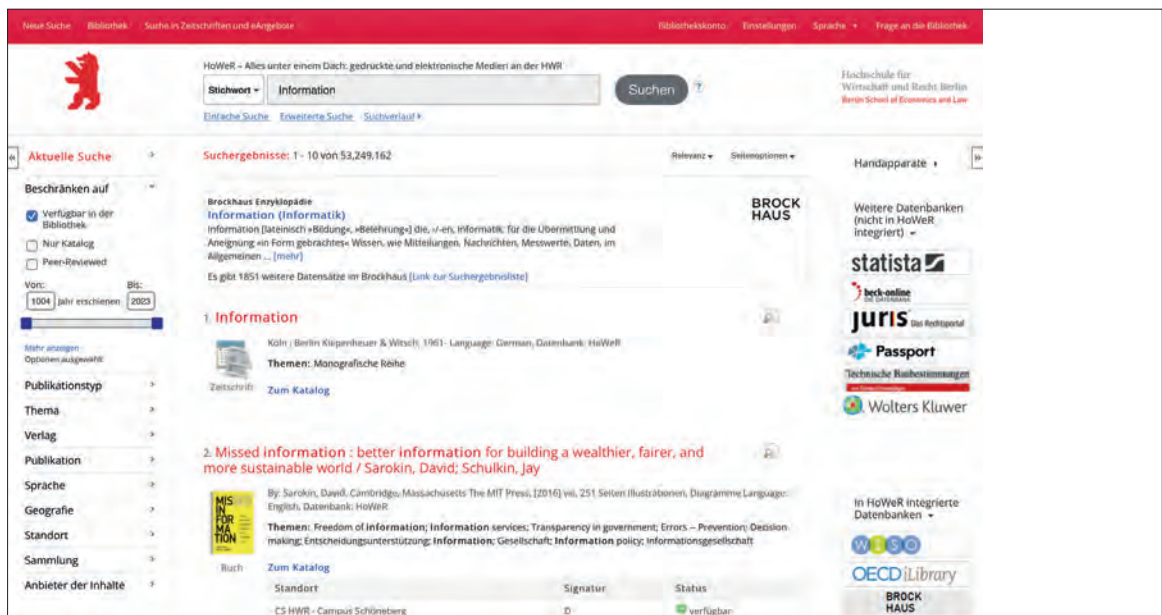 Neue Suche Bibliothek Suche in Zeitschriften und eAngebote Bibliothekskonto Einstellungen Sprache Frage an die Bibliothek
HoWeR – Alles unter einem Dach: gedruckte und elektronische Medien an der HWR
Stichwort Information Suchen ?
Einfache Suche Erweiterte Suche Suchverlauf
Hochschule für
Wirtschaft und Recht Berlin
Berlin School of Economics and Law
Aktuelle Suche
Beschränken auf
Verfügbar in der
Bibliothek
Nur Katalog
Peer-Reviewed
Von: Bis:
1004 Jahr erschienen 2023
Mehr anzeigen
Optionen ausgewählt
Publikationstyp
Thema
Verlag
Publikation
Sprache
Geografie
Standort
Sammlung
Anbieter der Inhalte
Suchergebnisse: 1 - 10 von 53,249,162 Relevanz Seitenoptionen
Brockhaus Enzyklopädie
Information (Informatik)
Information [lateinisch »Bildung«, »Belehrung«] die, -/-en, Informatik: für die Übermittlung und
Aneignung »in Form gebrachtes« Wissen, wie Mitteilungen, Nachrichten, Messwerte, Daten, im
Allgemeinen ... [mehr]
Es gibt 1851 weitere Datensätze im Brockhaus [Link zur Suchergebnisliste]
BROCK
HAUS
1. Information
Köln ; Berlin Kiepenheuer & Witsch, 1961- Language: German, Datenbank: HoWeR
Themen: Monografische Reihe
Zeitschrift
Zum Katalog
2. Missed information : better information for building a wealthier, fairer, and
more sustainable world / Sarokin, David; Schulkin, Jay
MIS
IN
FOR
MA
TION
By: Sarokin, David. Cambridge, Massachusetts The MIT Press, [2016] vii, 251 Seiten Illustrationen, Diagramme Language:
English, Datenbank: HoWeR
Themen: Freedom of information; Information services; Transparency in government; Errors – Prevention; Decision
making; Entscheidungsunterstützung; Information; Gesellschaft; Information policy; Informationsgesellschaft
Buch
Zum Katalog
Standort Signatur Status
CS HWR - Campus Schöneberg D verfügbar
Handapparate
Weitere Datenbanken
(nicht in HoWeR
integriert)
statista
beck-online
DIE DATENBANK
juris Das Rechtsportal
Passport
Technische Baubestimmungen
Wolters Kluwer
In HoWeR integrierte
Datenbanken
WISO
OECD iLibrary
BROCK
HAUS